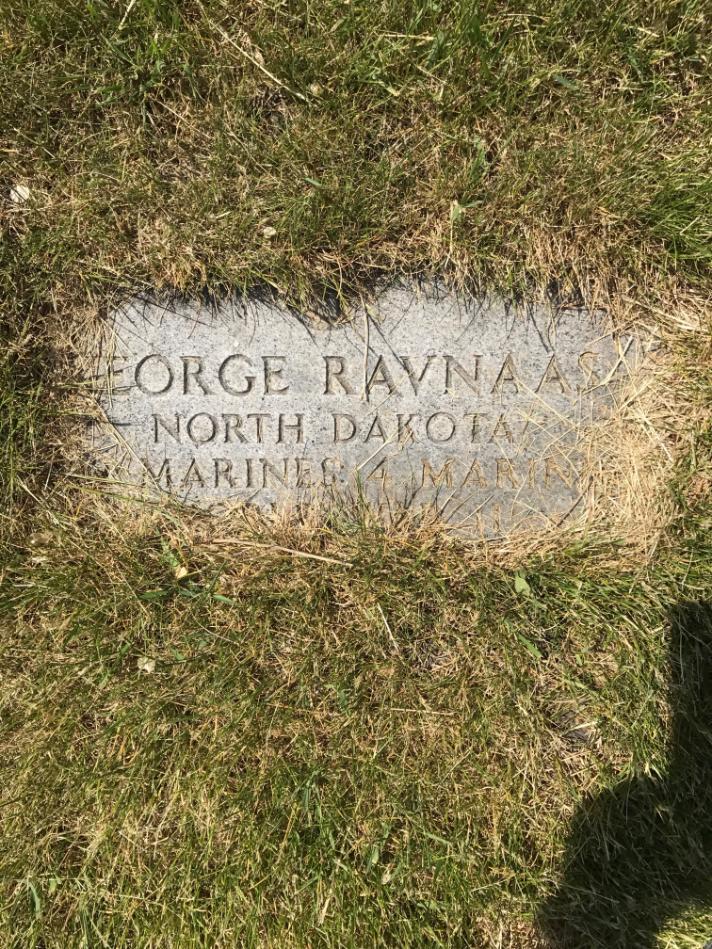 EORGE RAVNAAS
NORTH DAKOTA
MARINES 4 MARIN